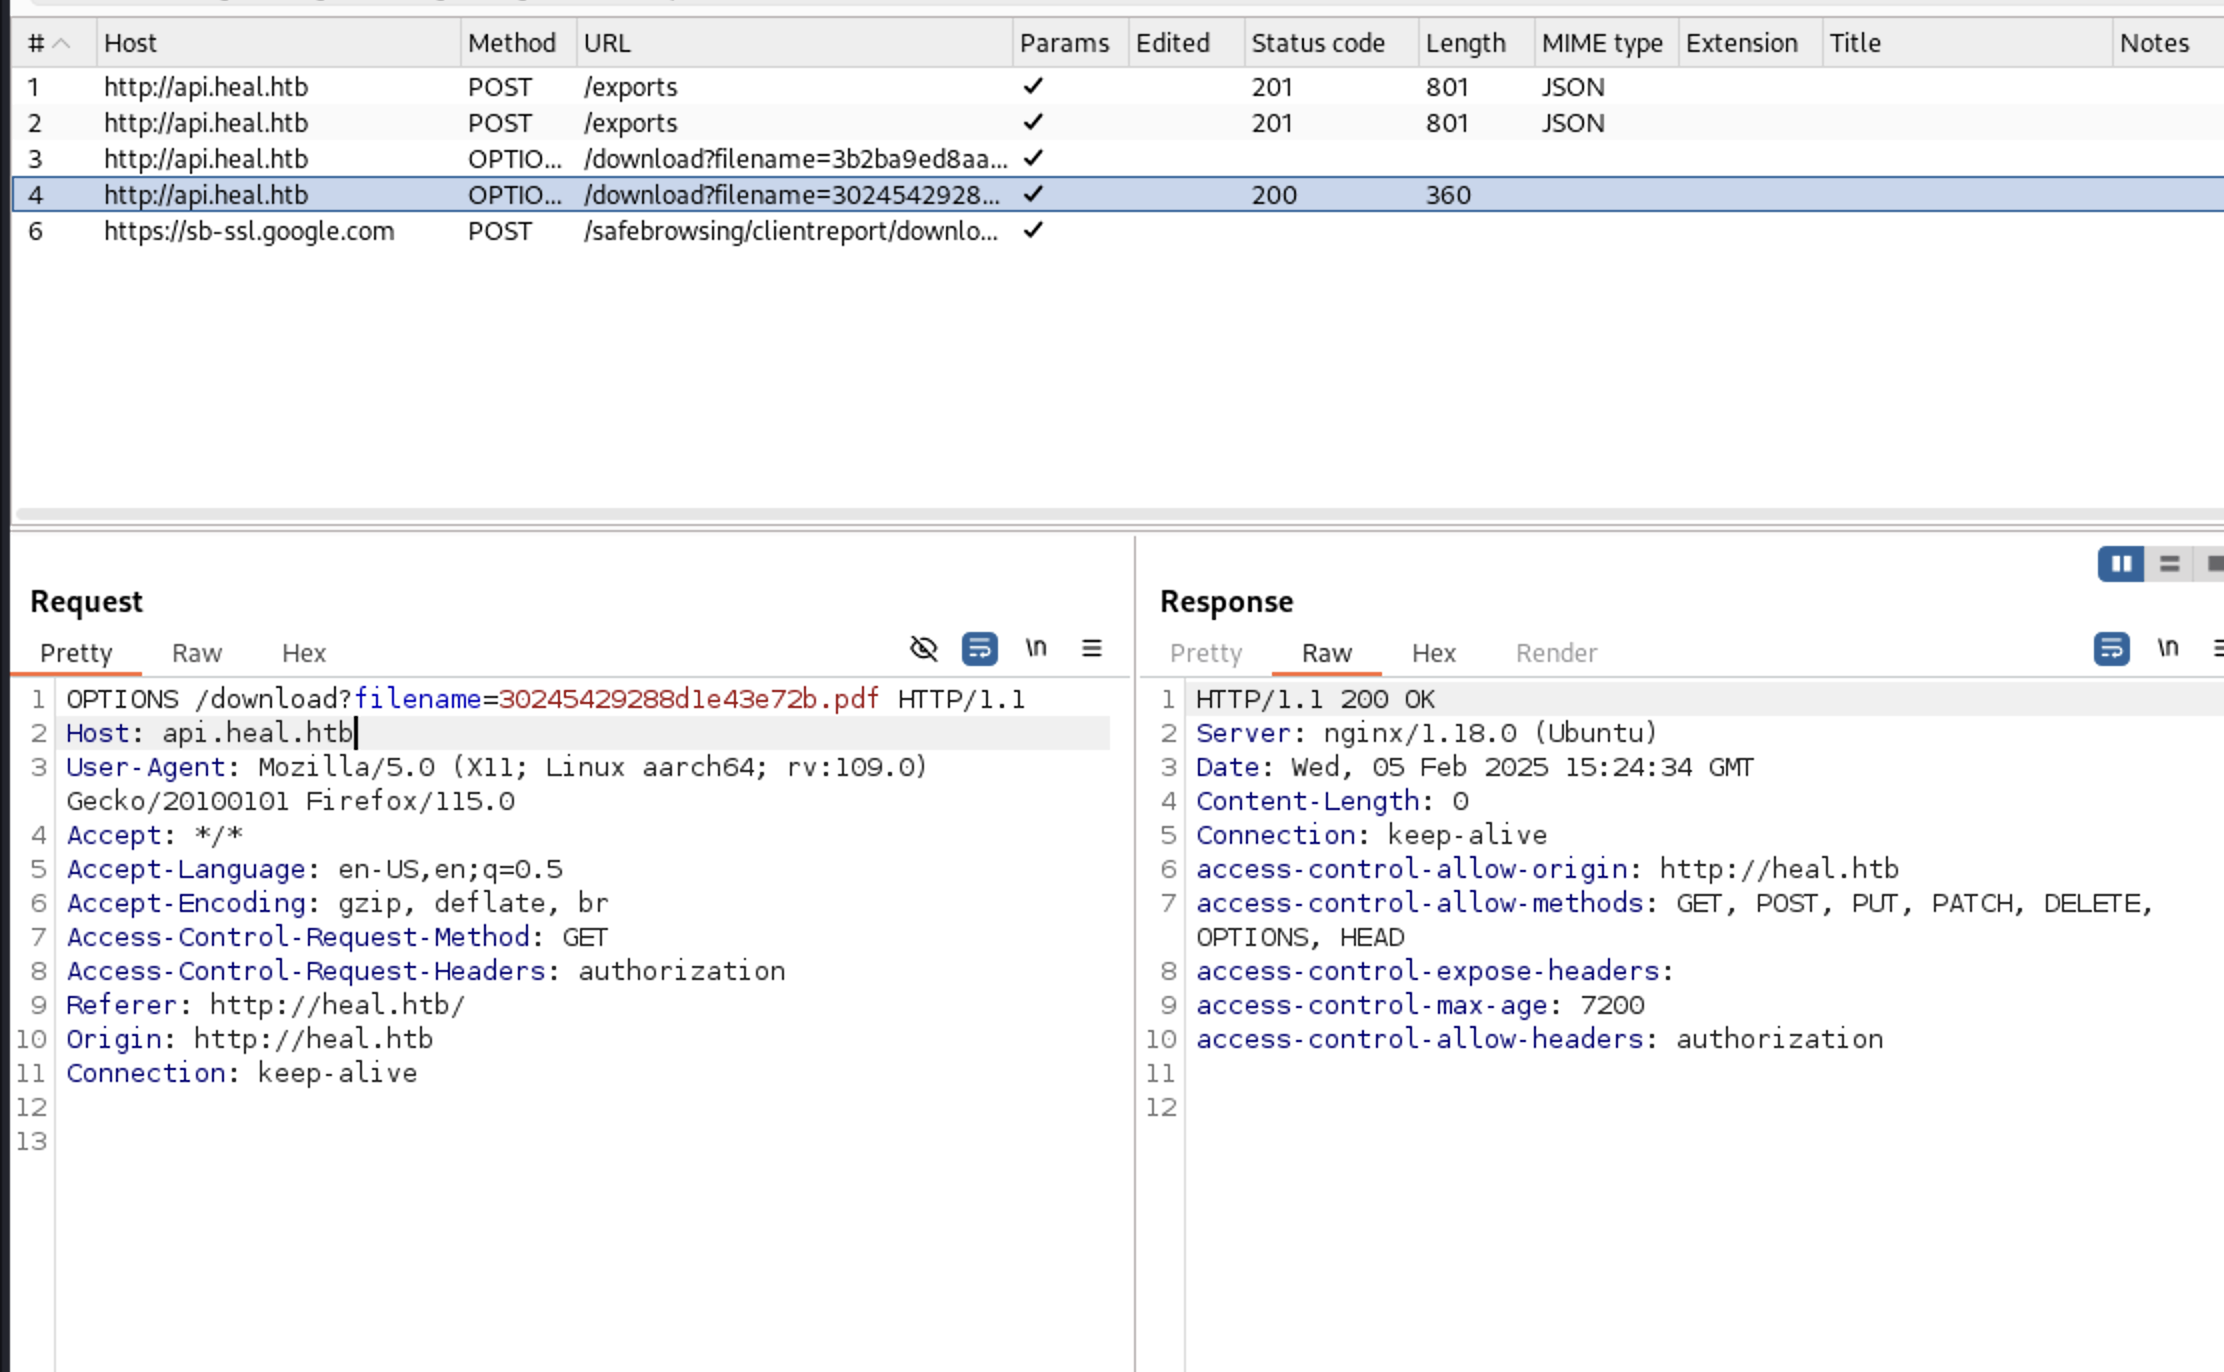 # Host Method URL Params Edited Status code Length MIME type Extension Title Notes
1 http://api.heal.htb POST /exports ✓ 201 801 JSON
2 http://api.heal.htb POST /exports ✓ 201 801 JSON
3 http://api.heal.htb OPTIO... /download?filename=3b2ba9ed8aa... ✓
4 http://api.heal.htb OPTIO... /download?filename=3024542928... ✓ 200 360
6 https://sb-ssl.google.com POST /safebrowsing/clientreport/downlo... ✓
Request
Pretty Raw Hex \n
1 OPTIONS /download?filename=30245429288d1e43e72b.pdf HTTP/1.1
2 Host: api.heal.htb
3 User-Agent: Mozilla/5.0 (X11; Linux aarch64; rv:109.0)
Gecko/20100101 Firefox/115.0
4 Accept: */*
5 Accept-Language: en-US,en;q=0.5
6 Accept-Encoding: gzip, deflate, br
7 Access-Control-Request-Method: GET
8 Access-Control-Request-Headers: authorization
9 Referer: http://heal.htb/
10 Origin: http://heal.htb
11 Connection: keep-alive
12
13
Response
Pretty Raw Hex Render \n
1 HTTP/1.1 200 OK
2 Server: nginx/1.18.0 (Ubuntu)
3 Date: Wed, 05 Feb 2025 15:24:34 GMT
4 Content-Length: 0
5 Connection: keep-alive
6 access-control-allow-origin: http://heal.htb
7 access-control-allow-methods: GET, POST, PUT, PATCH, DELETE,
OPTIONS, HEAD
8 access-control-expose-headers:
9 access-control-max-age: 7200
10 access-control-allow-headers: authorization
11
12